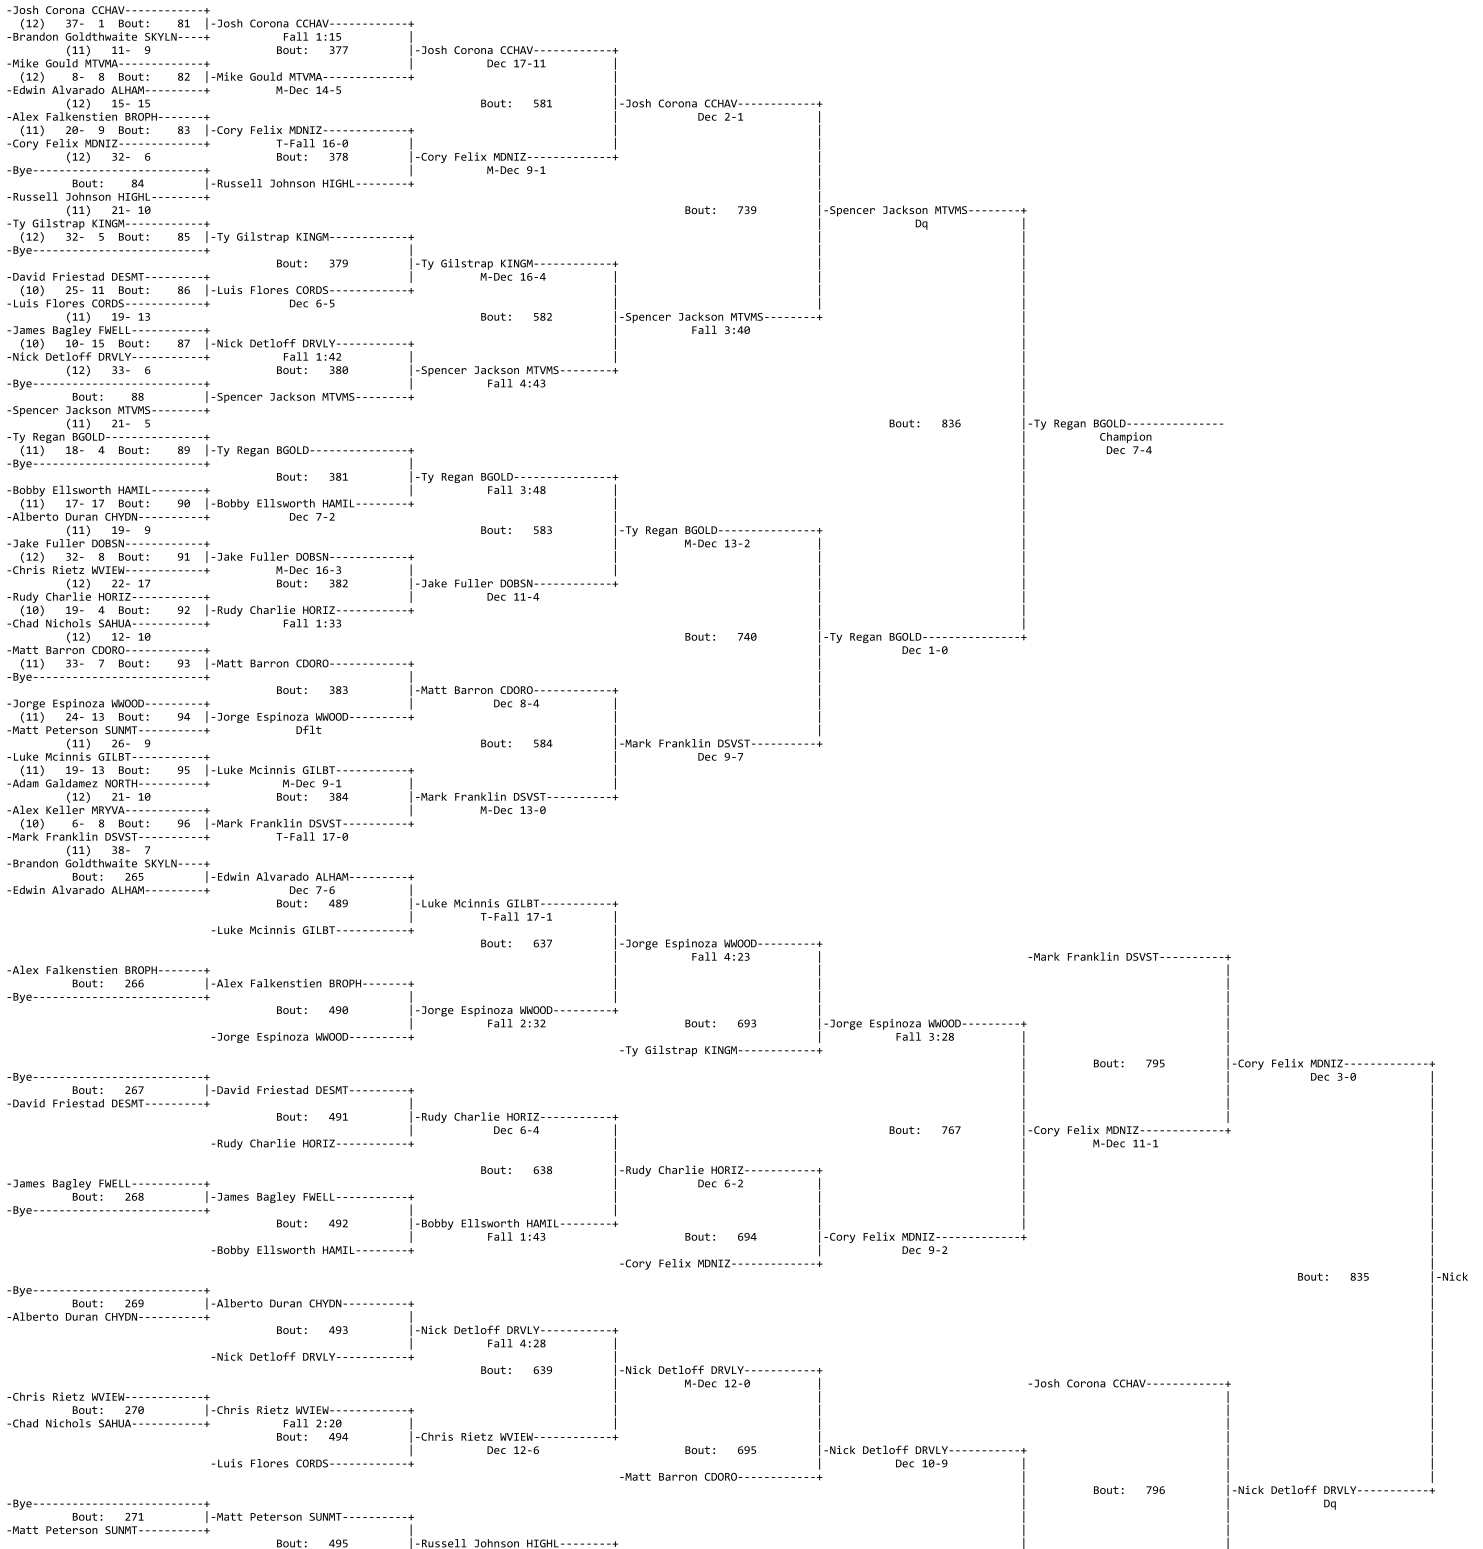 -Josh Corona CCHAV------------+
(12) 37- 1 Bout: 81 |-Josh Corona CCHAV------------+
-Brandon Goldthwaite SKYLN----+ Fall 1:15 |
(11) 11- 9 Bout: 377 |-Josh Corona CCHAV------------+
-Mike Gould MTVMA-------------+ | Dec 17-11 |
(12) 8- 8 Bout: 82 |-Mike Gould MTVMA-------------+ |
-Edwin Alvarado ALHAM---------+ M-Dec 14-5 |
(12) 15- 15 Bout: 581 |-Josh Corona CCHAV------------+
-Alex Falkenstien BROPH-------+ | Dec 2-1 |
(11) 20- 9 Bout: 83 |-Cory Felix MDNIZ-------------+ | |
-Cory Felix MDNIZ-------------+ T-Fall 16-0 | | |
(12) 32- 6 Bout: 378 |-Cory Felix MDNIZ-------------+ |
-Bye--------------------------+ | M-Dec 9-1 |
Bout: 84 |-Russell Johnson HIGHL--------+ |
-Russell Johnson HIGHL--------+ |
(11) 21- 10 Bout: 739 |-Spencer Jackson MTVMS--------+
-Ty Gilstrap KINGM------------+ | Dq |
(12) 32- 5 Bout: 85 |-Ty Gilstrap KINGM------------+ | |
-Bye--------------------------+ | | |
Bout: 379 |-Ty Gilstrap KINGM------------+ | |
-David Friestad DESMT---------+ | M-Dec 16-4 | | |
(10) 25- 11 Bout: 86 |-Luis Flores CORDS------------+ | | |
-Luis Flores CORDS------------+ Dec 6-5 | | |
(11) 19- 13 Bout: 582 |-Spencer Jackson MTVMS--------+ |
-James Bagley FWELL-----------+ | Fall 3:40 |
(10) 10- 15 Bout: 87 |-Nick Detloff DRVLY-----------+ | |
-Nick Detloff DRVLY-----------+ Fall 1:42 | | |
(12) 33- 6 Bout: 380 |-Spencer Jackson MTVMS--------+ |
-Bye--------------------------+ | Fall 4:43 |
Bout: 88 |-Spencer Jackson MTVMS--------+ |
-Spencer Jackson MTVMS--------+ |
(11) 21- 5 Bout: 836 |-Ty Regan BGOLD---------------
-Ty Regan BGOLD---------------+ | Champion
(11) 18- 4 Bout: 89 |-Ty Regan BGOLD---------------+ | Dec 7-4
-Bye--------------------------+ | |
Bout: 381 |-Ty Regan BGOLD---------------+ |
-Bobby Ellsworth HAMIL--------+ | Fall 3:48 | |
(11) 17- 17 Bout: 90 |-Bobby Ellsworth HAMIL--------+ | |
-Alberto Duran CHYDN----------+ Dec 7-2 | |
(11) 19- 9 Bout: 583 |-Ty Regan BGOLD---------------+ |
-Jake Fuller DOBSN------------+ | M-Dec 13-2 | |
(12) 32- 8 Bout: 91 |-Jake Fuller DOBSN------------+ | | |
-Chris Rietz WVIEW------------+ M-Dec 16-3 | | | |
(12) 22- 17 Bout: 382 |-Jake Fuller DOBSN------------+ | |
-Rudy Charlie HORIZ-----------+ | Dec 11-4 | |
(10) 19- 4 Bout: 92 |-Rudy Charlie HORIZ-----------+ | |
-Chad Nichols SAHUA-----------+ Fall 1:33 | |
(12) 12- 10 Bout: 740 |-Ty Regan BGOLD---------------+
-Matt Barron CDORO------------+ | Dec 1-0
(11) 33- 7 Bout: 93 |-Matt Barron CDORO------------+ |
-Bye--------------------------+ | |
Bout: 383 |-Matt Barron CDORO------------+ |
-Jorge Espinoza WWOOD---------+ | Dec 8-4 | |
(11) 24- 13 Bout: 94 |-Jorge Espinoza WWOOD---------+ | |
-Matt Peterson SUNMT----------+ Dflt | |
(11) 26- 9 Bout: 584 |-Mark Franklin DSVST----------+
-Luke Mcinnis GILBT-----------+ | Dec 9-7
(11) 19- 13 Bout: 95 |-Luke Mcinnis GILBT-----------+ |
-Adam Galdamez NORTH----------+ M-Dec 9-1 | |
(12) 21- 10 Bout: 384 |-Mark Franklin DSVST----------+
-Alex Keller MRYVA------------+ | M-Dec 13-0
(10) 6- 8 Bout: 96 |-Mark Franklin DSVST----------+
-Mark Franklin DSVST----------+ T-Fall 17-0
(11) 38- 7
-Brandon Goldthwaite SKYLN----+
Bout: 265 |-Edwin Alvarado ALHAM---------+
-Edwin Alvarado ALHAM---------+ Dec 7-6 |
Bout: 489 |-Luke Mcinnis GILBT-----------+
| T-Fall 17-1 |
-Luke Mcinnis GILBT-----------+ |
Bout: 637 |-Jorge Espinoza WWOOD---------+
| Fall 4:23 | -Mark Franklin DSVST----------+
-Alex Falkenstien BROPH-------+ | | |
Bout: 266 |-Alex Falkenstien BROPH-------+ | | |
-Bye--------------------------+ | | | |
Bout: 490 |-Jorge Espinoza WWOOD---------+ | |
| Fall 2:32 Bout: 693 |-Jorge Espinoza WWOOD---------+ |
-Jorge Espinoza WWOOD---------+ | Fall 3:28 | |
-Ty Gilstrap KINGM------------+ | |
Bout: 795 |-Cory Felix MDNIZ-------------+
-Bye--------------------------+ | | Dec 3-0 |
Bout: 267 |-David Friestad DESMT---------+ | | |
-David Friestad DESMT---------+ | | | |
Bout: 491 |-Rudy Charlie HORIZ-----------+ | | |
| Dec 6-4 | Bout: 767 |-Cory Felix MDNIZ-------------+ |
-Rudy Charlie HORIZ-----------+ | | M-Dec 11-1 |
Bout: 638 |-Rudy Charlie HORIZ-----------+ | |
-James Bagley FWELL-----------+ | Dec 6-2 | | |
Bout: 268 |-James Bagley FWELL-----------+ | | | |
-Bye--------------------------+ | | | | |
Bout: 492 |-Bobby Ellsworth HAMIL--------+ | | |
| Fall 1:43 Bout: 694 |-Cory Felix MDNIZ-------------+ |
-Bobby Ellsworth HAMIL--------+ | Dec 9-2 |
-Cory Felix MDNIZ-------------+ |
Bout: 835 |-Nick
-Bye--------------------------+ |
Bout: 269 |-Alberto Duran CHYDN----------+ |
-Alberto Duran CHYDN----------+ | |
Bout: 493 |-Nick Detloff DRVLY-----------+ |
| Fall 4:28 | |
-Nick Detloff DRVLY-----------+ | |
Bout: 639 |-Nick Detloff DRVLY-----------+ |
| M-Dec 12-0 | -Josh Corona CCHAV------------+ |
-Chris Rietz WVIEW------------+ | | | |
Bout: 270 |-Chris Rietz WVIEW------------+ | | | |
-Chad Nichols SAHUA-----------+ Fall 2:20 | | | | |
Bout: 494 |-Chris Rietz WVIEW------------+ | | |
| Dec 12-6 Bout: 695 |-Nick Detloff DRVLY-----------+ | |
-Luis Flores CORDS------------+ | Dec 10-9 | | |
-Matt Barron CDORO------------+ | | |
Bout: 796 |-Nick Detloff DRVLY-----------+
-Bye--------------------------+ | | Dq
Bout: 271 |-Matt Peterson SUNMT----------+ | |
-Matt Peterson SUNMT----------+ | | |
Bout: 495 |-Russell Johnson HIGHL--------+ | |